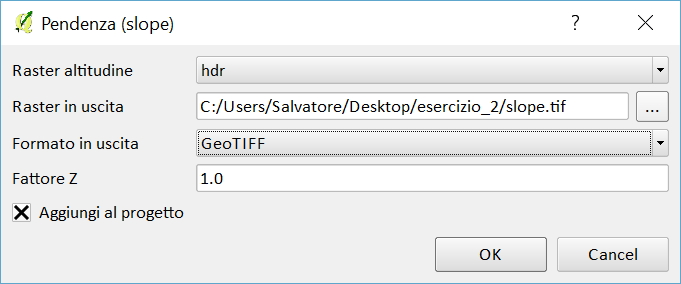 Pendenza (slope)
Raster altitudine hdr
Raster in uscita C:/Users/Salvatore/Desktop/esercizio_2/slope.tif ...
Formato in uscita GeoTIFF
Fattore Z 1.0
Aggiungi al progetto
OK Cancel